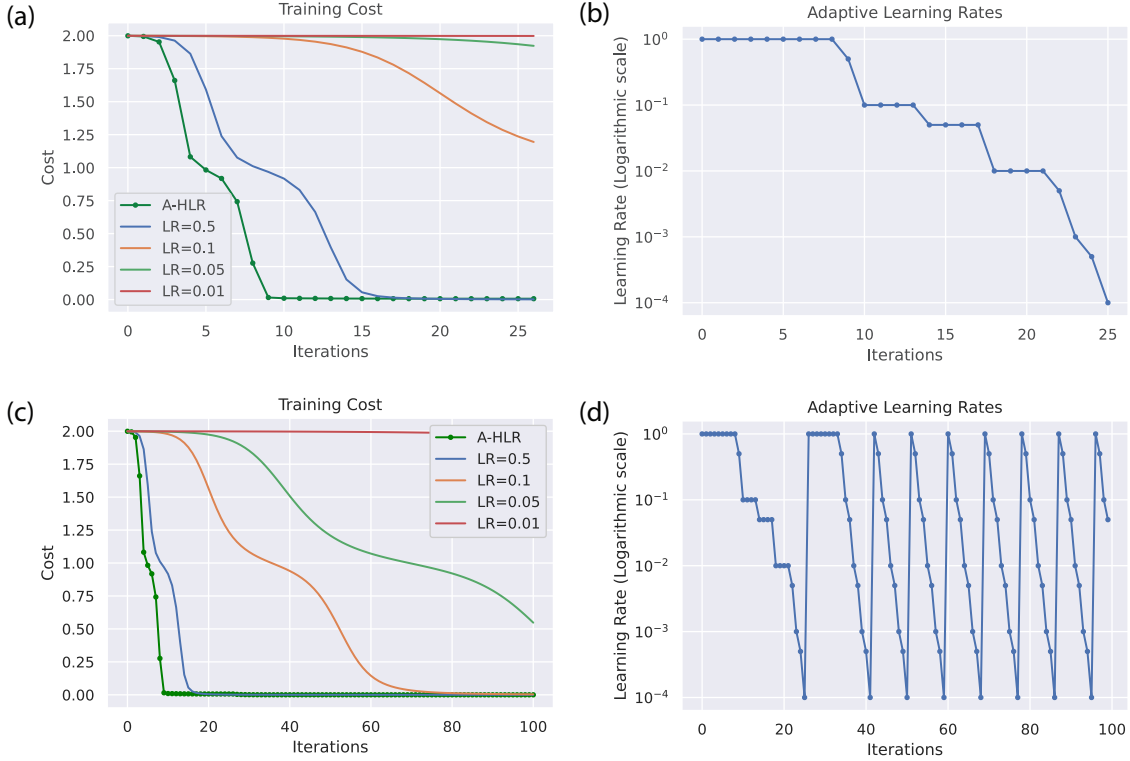 (a)
Training Cost
2.00
1.75
1.50
1.25
1.00
0.75
0.50
0.25
0.00
Cost
A-HLR
LR=0.5
LR=0.1
LR=0.05
LR=0.01
0 5 10 15 20 25
Iterations
(b)
Adaptive Learning Rates
10⁰
10⁻¹
10⁻²
10⁻³
10⁻⁴
Learning Rate (Logarithmic scale)
0 5 10 15 20 25
Iterations
(c)
Training Cost
2.00
1.75
1.50
1.25
1.00
0.75
0.50
0.25
0.00
Cost
A-HLR
LR=0.5
LR=0.1
LR=0.05
LR=0.01
0 20 40 60 80 100
Iterations
(d)
Adaptive Learning Rates
10⁰
10⁻¹
10⁻²
10⁻³
10⁻⁴
Learning Rate (Logarithmic scale)
0 20 40 60 80 100
Iterations